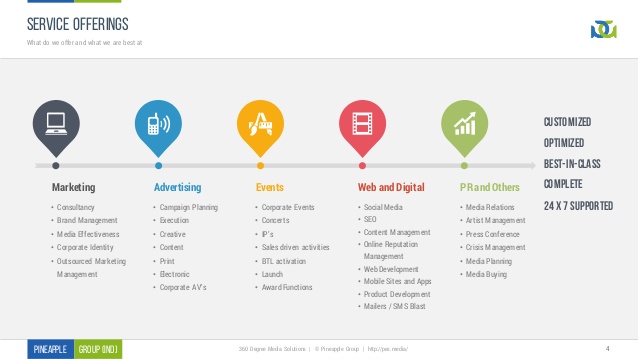 SERVICE OFFERINGS
What do we offer and what we are best at
CUSTOMIZED
OPTIMIZED
BEST-IN-CLASS
COMPLETE
24 X 7 SUPPORTED
Marketing
• Consultancy
• Brand Management
• Media Effectiveness
• Corporate Identity
• Outsourced Marketing
Management
Advertising
• Campaign Planning
• Execution
• Creative
• Content
• Print
• Electronic
• Corporate AV's
Events
• Corporate Events
• Concerts
• IP's
• Sales driven activities
• BTL activation
• Launch
• Award Functions
Web and Digital
• Social Media
• SEO
• Content Management
• Online Reputation
Management
• Web Development
• Mobile Sites and Apps
• Product Development
• Mailers / SMS Blast
PR and Others
• Media Relations
• Artist Management
• Press Conference
• Crisis Management
• Media Planning
• Media Buying
PINEAPPLE GROUP (IND)
360 Degree Media Solutions | © Pineapple Group | http://pec.media/
4